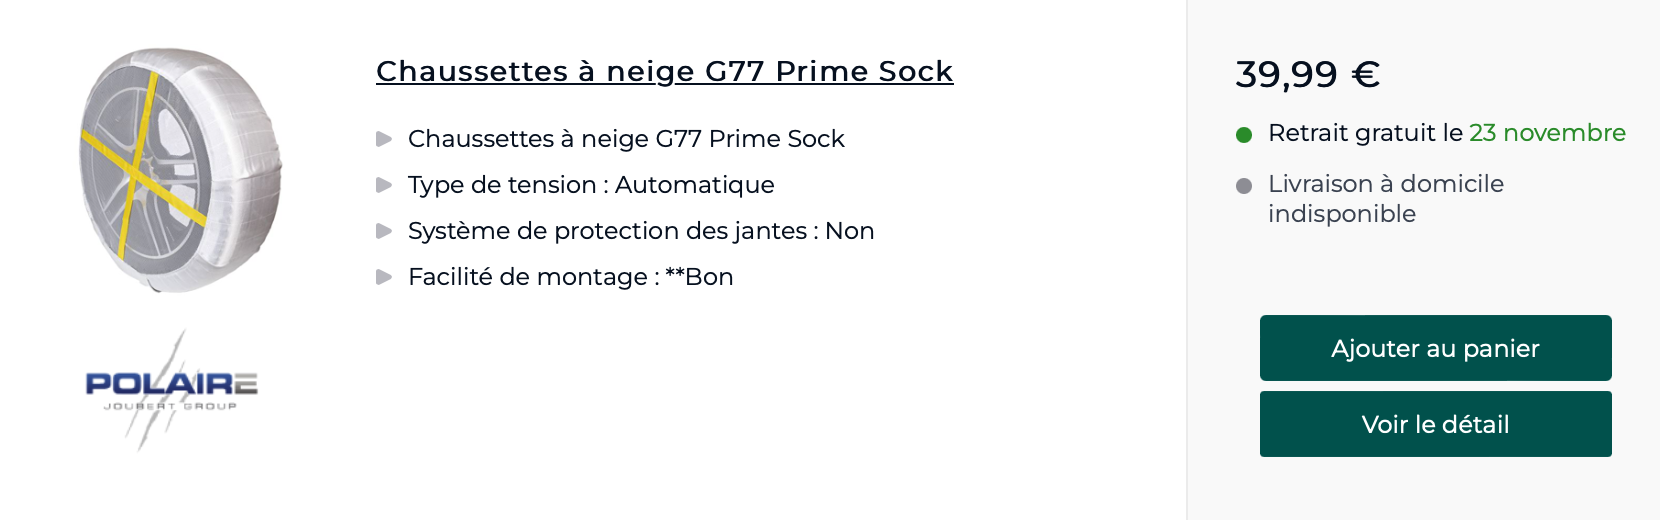 Chaussettes à neige G77 Prime Sock
Chaussettes à neige G77 Prime Sock
Type de tension : Automatique
Système de protection des jantes : Non
Facilité de montage : **Bon
POLAIRE
JOUBERT GROUP
39,99 €
Retrait gratuit le 23 novembre
Livraison à domicile
indisponible
Ajouter au panier
Voir le détail